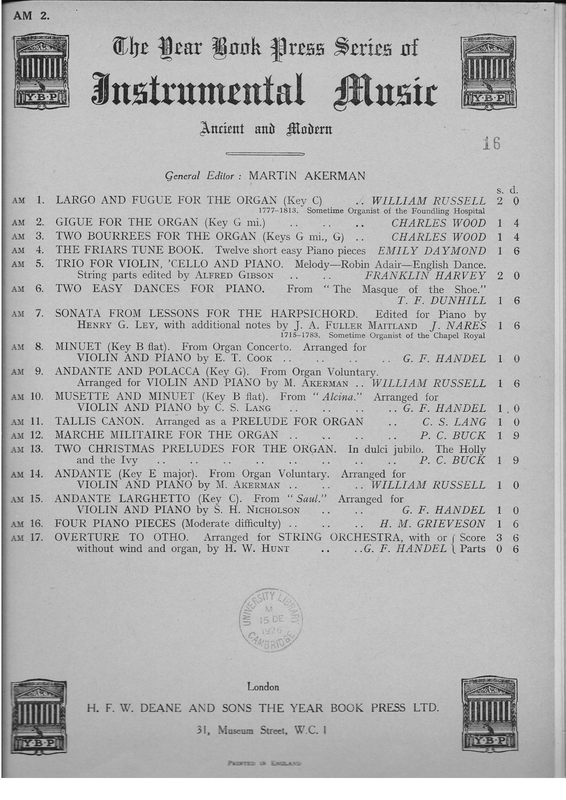 AM 2.
The Year Book Press Series of
Instrumental Music
Ancient and Modern
16
General Editor : MARTIN AKERMAN
s. d.
AM 1. LARGO AND FUGUE FOR THE ORGAN (Key C) .. WILLIAM RUSSELL 2 0
1777-1813. Sometime Organist of the Foundling Hospital
AM 2. GIGUE FOR THE ORGAN (Key G mi.) .. .. .. CHARLES WOOD 1 4
AM 3. TWO BOURREES FOR THE ORGAN (Keys G mi., G) .. CHARLES WOOD 1 4
AM 4. THE FRIARS TUNE BOOK. Twelve short easy Piano pieces EMILY DAYMOND 1 6
AM 5. TRIO FOR VIOLIN, 'CELLO AND PIANO. Melody—Robin Adair—English Dance.
String parts edited by ALFRED GIBSON .. .. FRANKLIN HARVEY 2 0
AM 6. TWO EASY DANCES FOR PIANO. From "The Masque of the Shoe."
T. F. DUNHILL 1 6
AM 7. SONATA FROM LESSONS FOR THE HARPSICHORD. Edited for Piano by
HENRY G. LEY, with additional notes by J. A. FULLER MAITLAND J. NARES 1 6
1715-1783. Sometime Organist of the Chapel Royal
AM 8. MINUET (Key B flat). From Organ Concerto. Arranged for
VIOLIN AND PIANO by E. T. COOK .. .. .. .. G. F. HANDEL 1 0
AM 9. ANDANTE AND POLACCA (Key G). From Organ Voluntary.
Arranged for VIOLIN AND PIANO by M. AKERMAN .. WILLIAM RUSSELL 1 6
AM 10. MUSETTE AND MINUET (Key B flat). From "Alcina." Arranged for
VIOLIN AND PIANO by C. S. LANG .. .. .. .. G. F. HANDEL 1 0
AM 11. TALLIS CANON. Arranged as a PRELUDE FOR ORGAN .. C. S. LANG 1 0
AM 12. MARCHE MILITAIRE FOR THE ORGAN .. .. .. P. C. BUCK 1 9
AM 13. TWO CHRISTMAS PRELUDES FOR THE ORGAN. In dulci jubilo. The Holly
and the Ivy .. .. .. .. .. .. .. .. P. C. BUCK 1 9
AM 14. ANDANTE (Key E major). From Organ Voluntary. Arranged for
VIOLIN AND PIANO by M. AKERMAN .. .. .. WILLIAM RUSSELL 1 0
AM 15. ANDANTE LARGHETTO (Key C). From "Saul." Arranged for
VIOLIN AND PIANO by S. H. NICHOLSON .. .. G. F. HANDEL 1 0
AM 16. FOUR PIANO PIECES (Moderate difficulty) .. .. .. H. M. GRIEVESON 1 6
AM 17. OVERTURE TO OTHO. Arranged for STRING ORCHESTRA, with or { Score 3 6
without wind and organ, by H. W. HUNT .. .. G. F. HANDEL { Parts 0 6
UNIVERSITY LIBRARY
M
15 DE
1926
CAMBRIDGE
London
H. F. W. DEANE AND SONS THE YEAR BOOK PRESS LTD.
31, Museum Street, W.C. 1
PRINTED IN ENGLAND
Y.B.P
Y.B.P
Y.B.P
Y.B.P